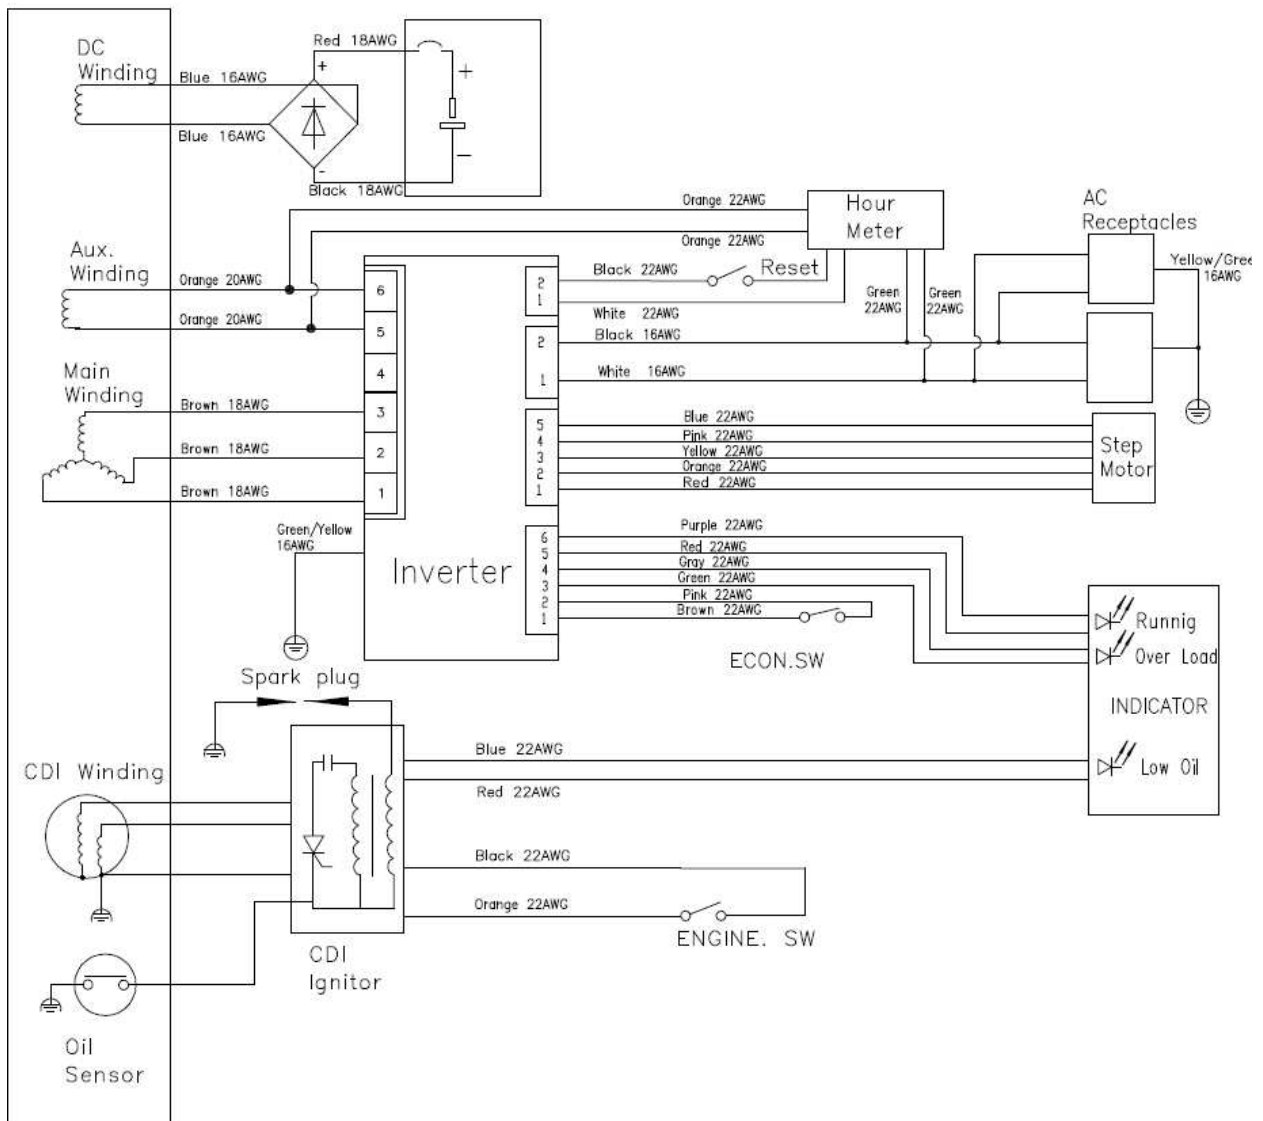 DC
Winding
Blue 16AWG
Blue 16AWG
Red 18AWG
+
-
Black 18AWG
+
−
Orange 22AWG
Orange 22AWG
Hour
Meter
AC
Receptacles
Yellow/Gree
16AWG
Aux.
Winding
Orange 20AWG
Orange 20AWG
6
5
4
3
2
1
Black 22AWG
Reset
2
1
White 22AWG
Green
22AWG
Green
22AWG
Black 16AWG
2
White 16AWG
1
Main
Winding
Brown 18AWG
Brown 18AWG
Brown 18AWG
Green/Yellow
16AWG
Inverter
5
4
3
2
1
Blue 22AWG
Pink 22AWG
Yellow 22AWG
Orange 22AWG
Red 22AWG
Step
Motor
6
5
4
3
2
1
Purple 22AWG
Red 22AWG
Gray 22AWG
Green 22AWG
Pink 22AWG
Brown 22AWG
ECON.SW
Runnig
Over Load
INDICATOR
Low Oil
Spark plug
CDI Winding
Blue 22AWG
Red 22AWG
Black 22AWG
Orange 22AWG
ENGINE. SW
CDI
Ignitor
Oil
Sensor